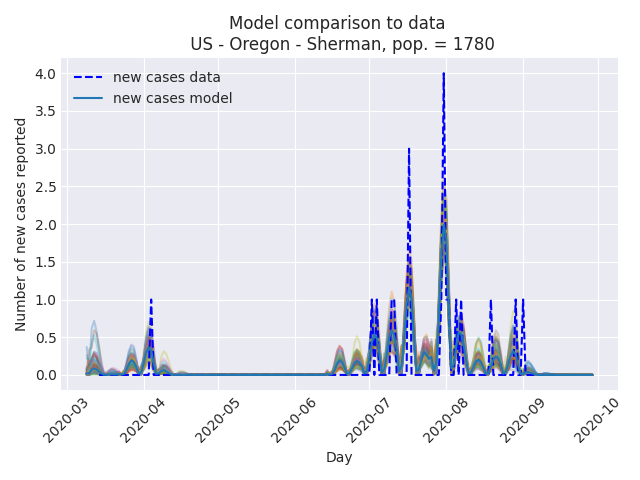 Model comparison to data
US - Oregon - Sherman, pop. = 1780
new cases data
new cases model
4.0
3.5
3.0
2.5
2.0
1.5
1.0
0.5
0.0
Number of new cases reported
2020-03
2020-04
2020-05
2020-06
2020-07
2020-08
2020-09
2020-10
Day